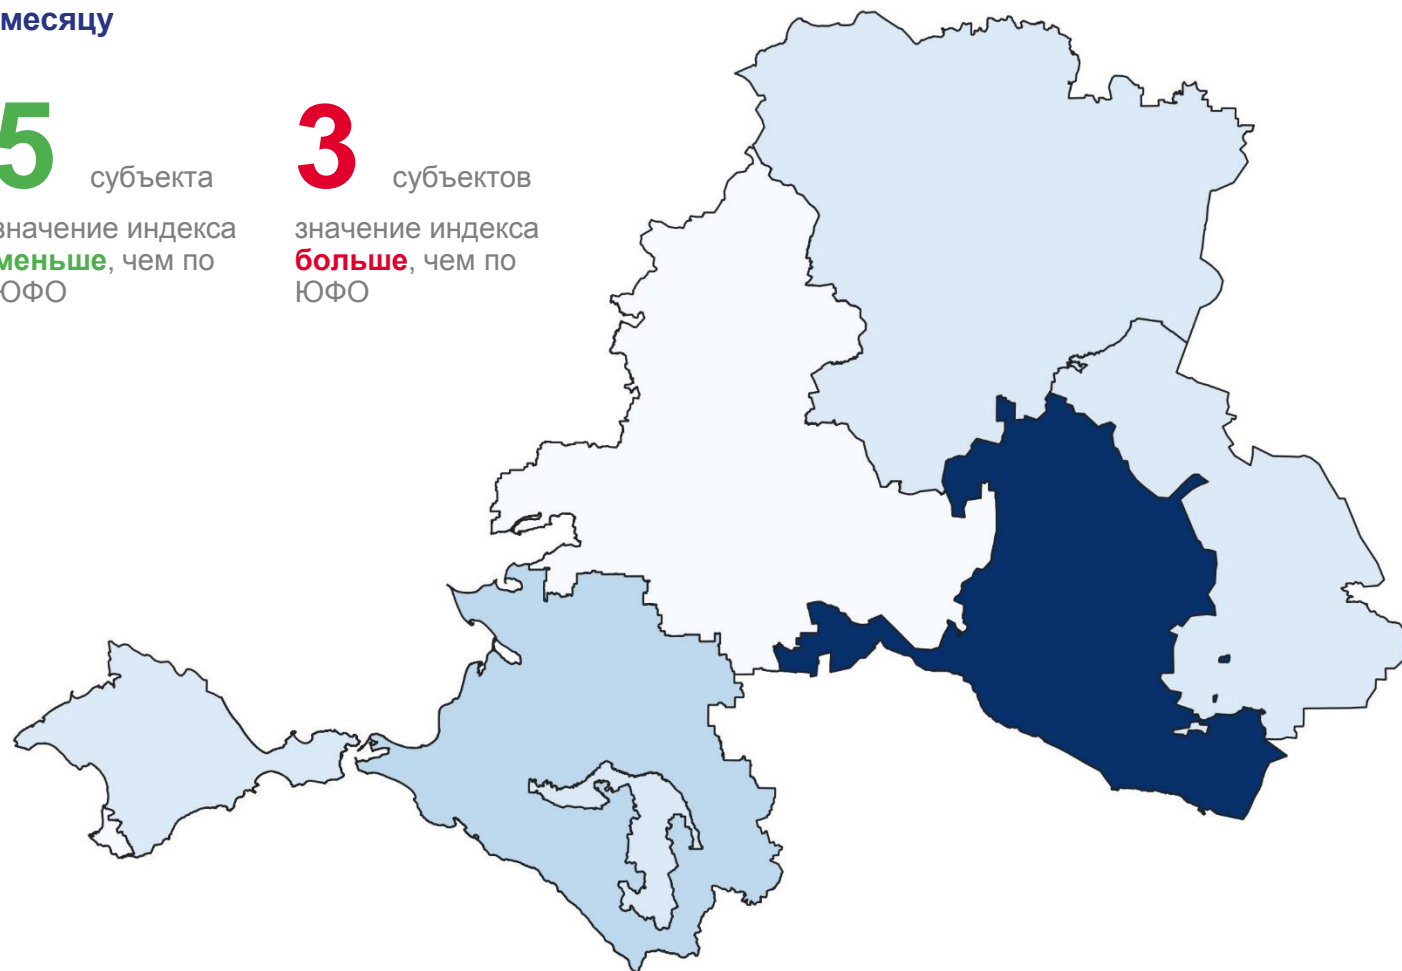 месяцу
5 субъекта
значение индекса
меньше, чем по
ЮФО
3 субъектов
значение индекса
больше, чем по
ЮФО